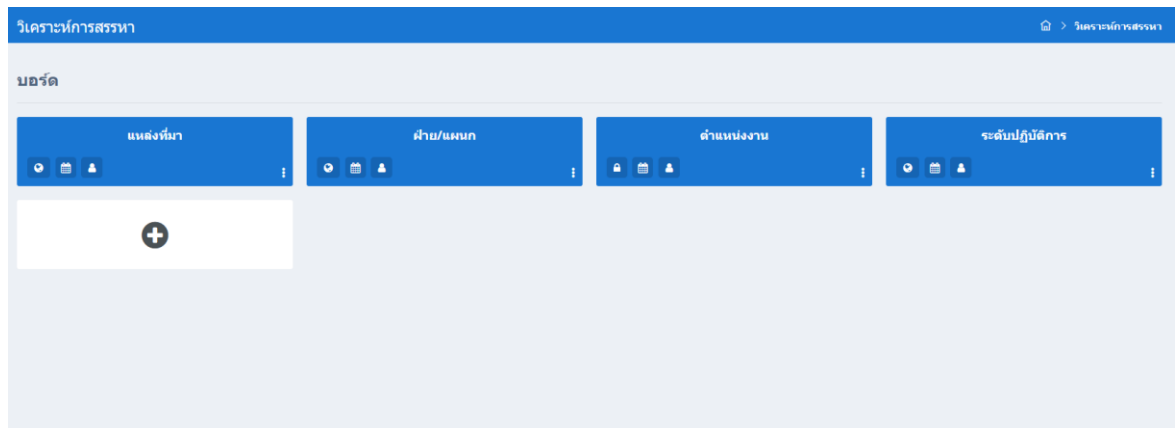 วิเคราะห์การสรรหา
> วิเคราะห์การสรรหา
บอร์ด
แหล่งที่มา
ฝ่าย/แผนก
ตำแหน่งงาน
ระดับปฏิบัติการ